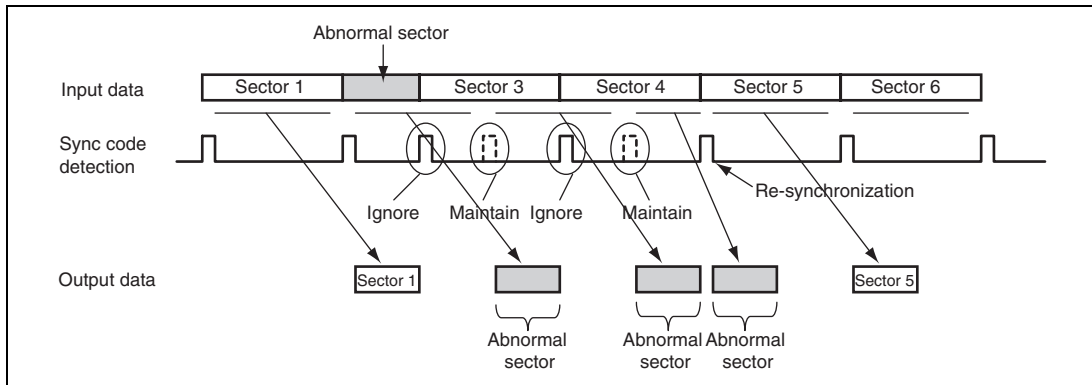 Abnormal sector
Input data
Sector 1
Sector 3
Sector 4
Sector 5
Sector 6
Sync code
detection
Ignore
Maintain
Ignore
Maintain
Re-synchronization
Output data
Sector 1
Sector 5
Abnormal
sector
Abnormal
sector
Abnormal
sector